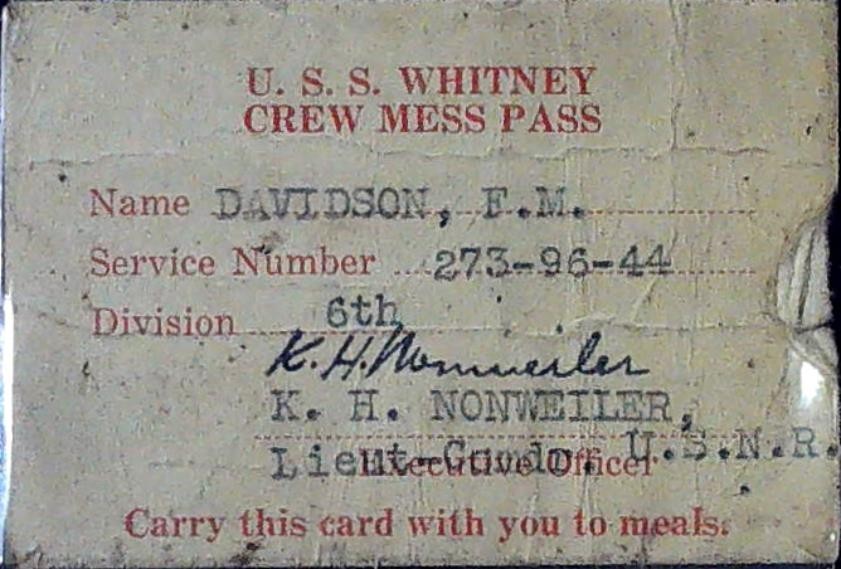 U. S. S. WHITNEY
CREW MESS PASS
Name DAVIDSON, F.M.
Service Number 273-96-44
Division 6th
K. H. Nonweiler
K. H. NONWEILER,
Lieut-Comdr. U.S.N.R.
Executive Officer
Carry this card with you to meals.